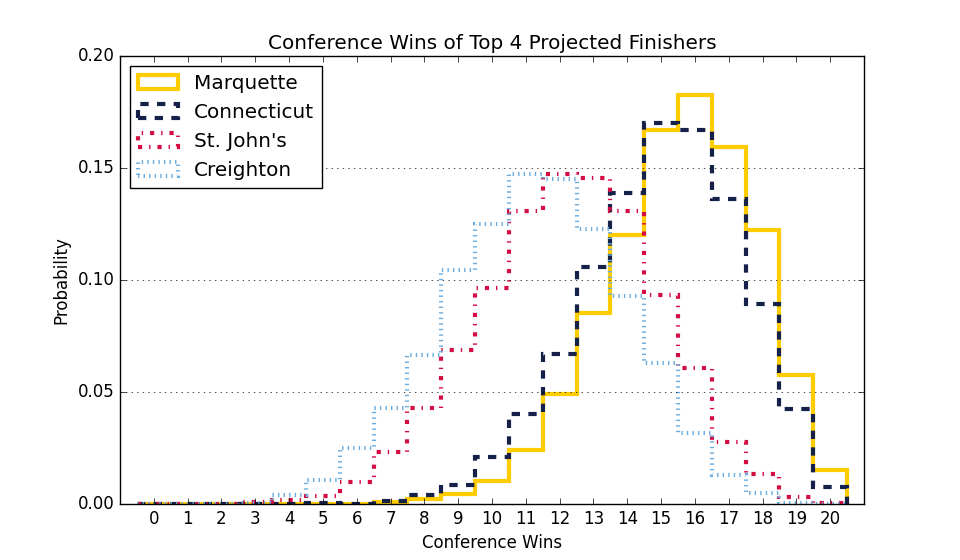 Conference Wins of Top 4 Projected Finishers
0.20
Marquette
Connecticut
St. John's
Creighton
0.15
Probability
0.10
0.05
0.00
0 1 2 3 4 5 6 7 8 9 10 11 12 13 14 15 16 17 18 19 20
Conference Wins